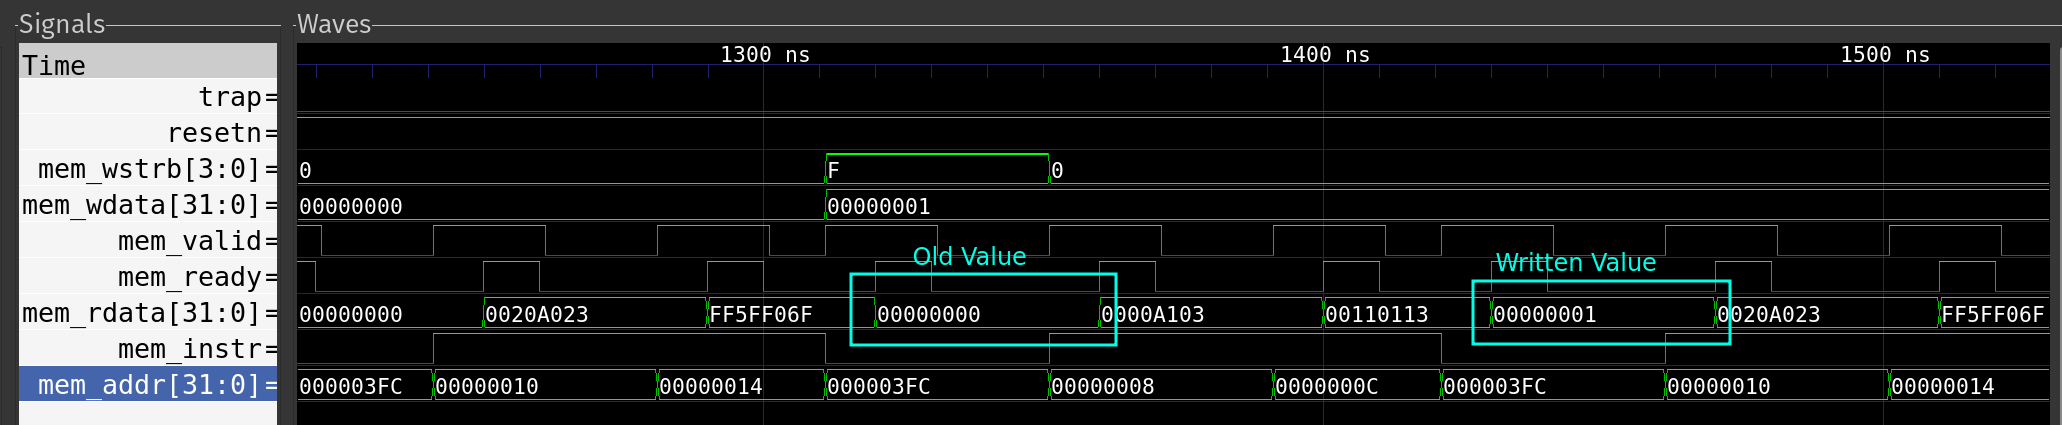 Signals Waves
Time 1300 ns 1400 ns 1500 ns
trap=
resetn=
mem_wstrb[3:0]= 0 F 0
mem_wdata[31:0]= 00000000 00000001
mem_valid=
Old Value
Written Value
mem_ready=
mem_rdata[31:0]= 00000000 0020A023 FF5FF06F 00000000 0000A103 00110113 00000001 0020A023 FF5FF06F
mem_instr=
mem_addr[31:0]= 000003FC 00000010 00000014 000003FC 00000008 0000000C 000003FC 00000010 00000014